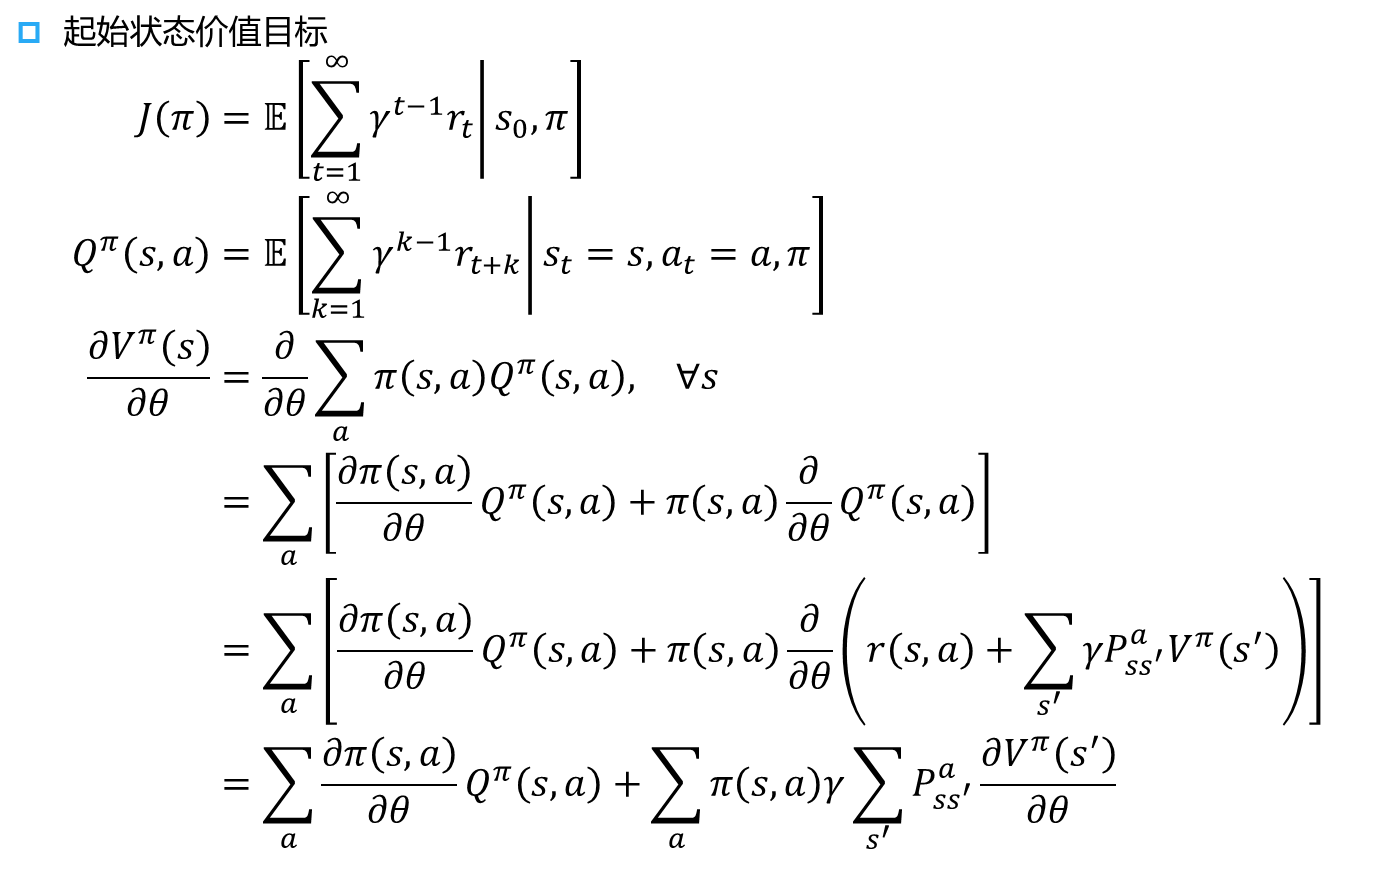 起始状态价值目标
J(π) = 𝔼[∑_{t=1}^{∞} γ^{t−1} r_t | s_0, π]
Q^π(s, a) = 𝔼[∑_{k=1}^{∞} γ^{k−1} r_{t+k} | s_t = s, a_t = a, π]
∂V^π(s)/∂θ = ∂/∂θ ∑_a π(s, a)Q^π(s, a), ∀s
= ∑_a [∂π(s, a)/∂θ Q^π(s, a) + π(s, a) ∂/∂θ Q^π(s, a)]
= ∑_a [∂π(s, a)/∂θ Q^π(s, a) + π(s, a) ∂/∂θ (r(s, a) + ∑_{s′} γP^a_{ss′} V^π(s′))]
= ∑_a ∂π(s, a)/∂θ Q^π(s, a) + ∑_a π(s, a)γ ∑_{s′} P^a_{ss′} ∂V^π(s′)/∂θ